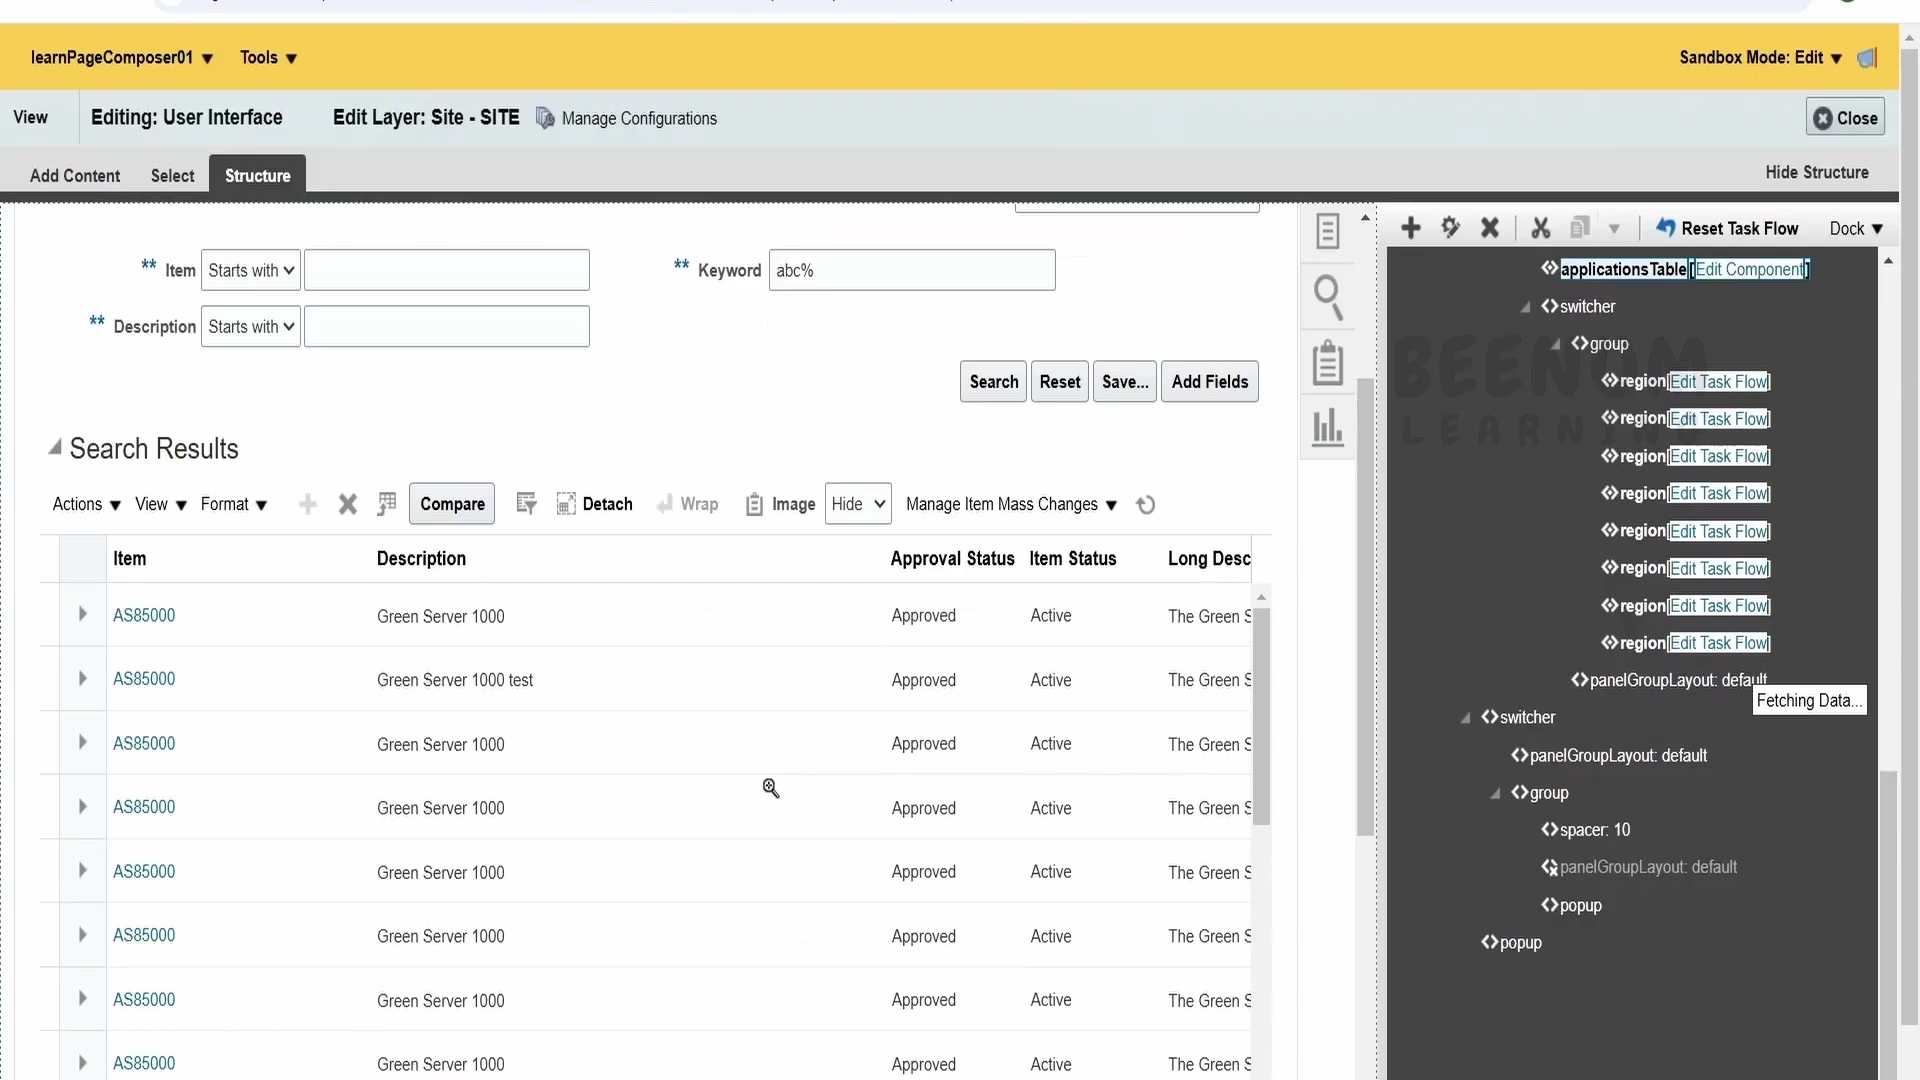 learnPageComposer01 Tools Sandbox Mode: Edit
View Editing: User Interface Edit Layer: Site - SITE Manage Configurations Close
Add Content Select Structure Hide Structure
Reset Task Flow Dock
** Item Starts with ** Keyword abc%
** Description Starts with
Search Reset Save... Add Fields
Search Results
Actions View Format Compare Detach Wrap Image Hide Manage Item Mass Changes
Item Description Approval Status Item Status Long Desc
AS85000 Green Server 1000 Approved Active The Green S
AS85000 Green Server 1000 test Approved Active The Green S
AS85000 Green Server 1000 Approved Active The Green S
AS85000 Green Server 1000 Approved Active The Green S
AS85000 Green Server 1000 Approved Active The Green S
AS85000 Green Server 1000 Approved Active The Green S
AS85000 Green Server 1000 Approved Active The Green S
AS85000 Green Server 1000 Approved Active The Green S
applicationsTable[Edit Component]
switcher
group
region[Edit Task Flow]
region[Edit Task Flow]
region[Edit Task Flow]
region[Edit Task Flow]
region[Edit Task Flow]
region[Edit Task Flow]
region[Edit Task Flow]
region[Edit Task Flow]
panelGroupLayout: default
Fetching Data...
switcher
panelGroupLayout: default
group
spacer: 10
panelGroupLayout: default
popup
popup
BEENUM
LEARNING